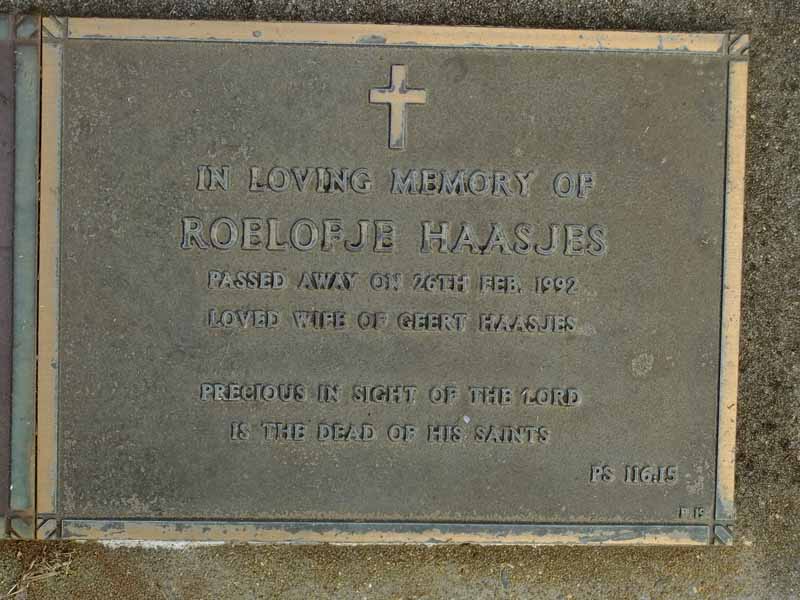 IN LOVING MEMORY OF
ROELOFJE HAASJES
PASSED AWAY ON 26TH FEB. 1992
LOVED WIFE OF GEERT HAASJES
PRECIOUS IN SIGHT OF THE LORD
IS THE DEAD OF HIS SAINTS
PS 116.15